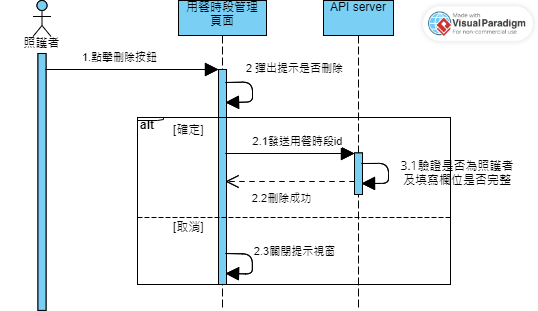 用餐時段管理
頁面
API server
Made with
Visual Paradigm
For non-commercial use
照護者
1.點擊刪除按鈕
2 彈出提示是否刪除
alt
[確定]
2.1發送用餐時段id
3.1驗證是否為照護者
及填寫欄位是否完整
2.2刪除成功
[取消]
2.3關閉提示視窗